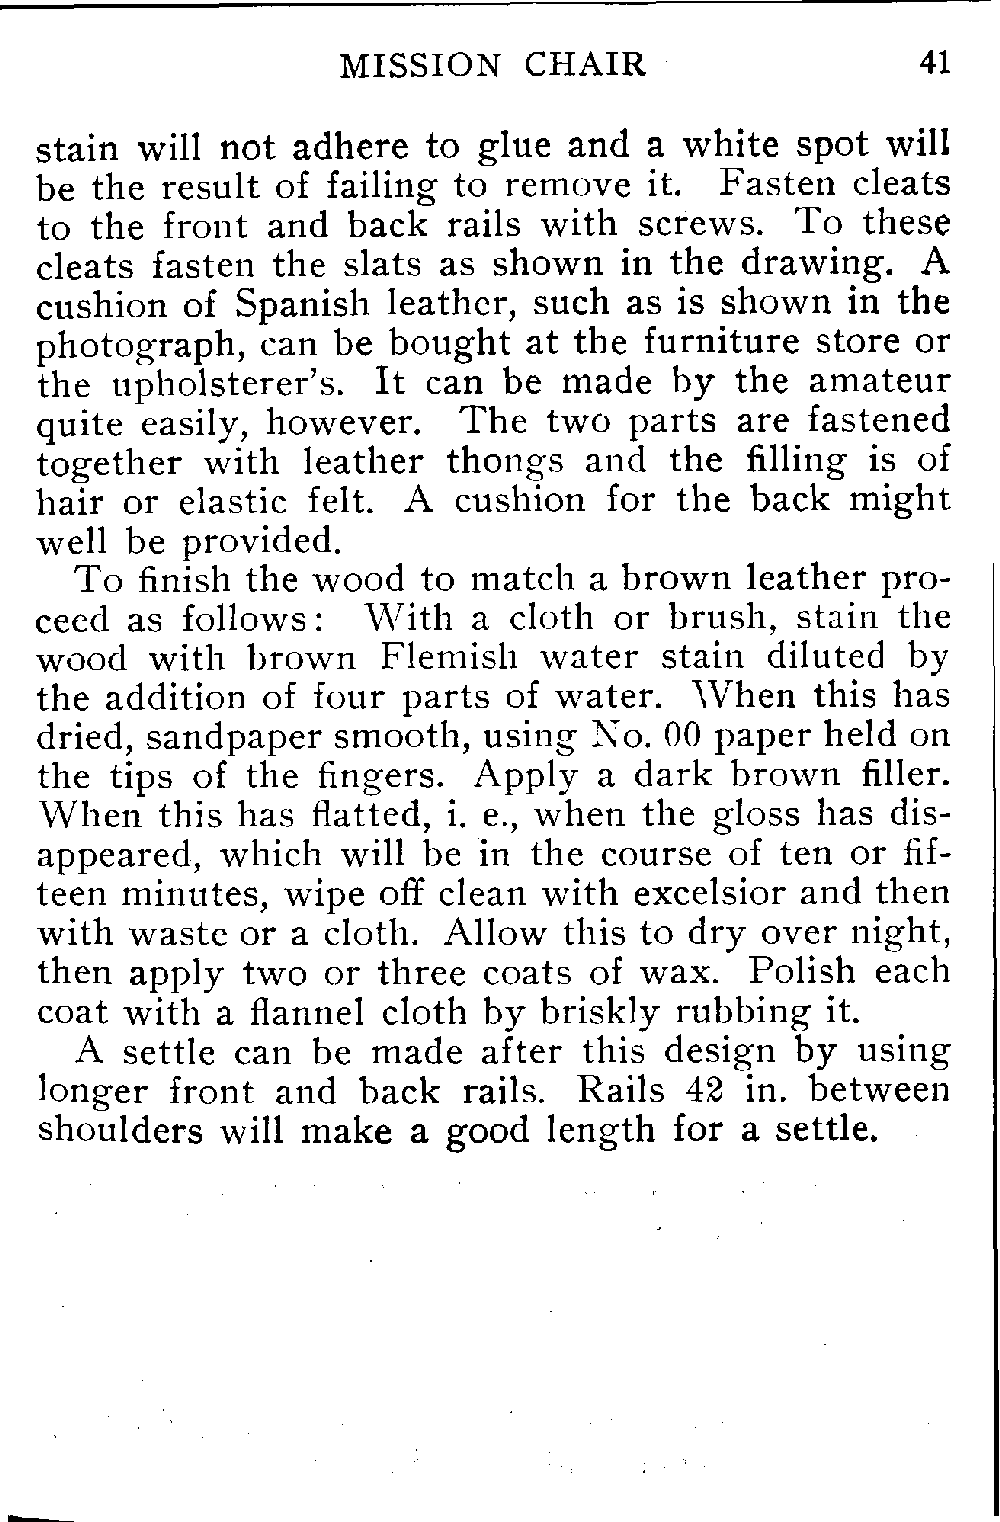 MISSION CHAIR 41
stain will not adhere to glue and a white spot will
be the result of failing to remove it. Fasten cleats
to the front and back rails with screws. To these
cleats fasten the slats as shown in the drawing. A
cushion of Spanish leather, such as is shown in the
photograph, can be bought at the furniture store or
the upholsterer's. It can be made by the amateur
quite easily, however. The two parts are fastened
together with leather thongs and the filling is of
hair or elastic felt. A cushion for the back might
well be provided.
To finish the wood to match a brown leather pro-
ceed as follows: With a cloth or brush, stain the
wood with brown Flemish water stain diluted by
the addition of four parts of water. When this has
dried, sandpaper smooth, using No. 00 paper held on
the tips of the fingers. Apply a dark brown filler.
When this has flatted, i. e., when the gloss has dis-
appeared, which will be in the course of ten or fif-
teen minutes, wipe off clean with excelsior and then
with waste or a cloth. Allow this to dry over night,
then apply two or three coats of wax. Polish each
coat with a flannel cloth by briskly rubbing it.
A settle can be made after this design by using
longer front and back rails. Rails 42 in. between
shoulders will make a good length for a settle.